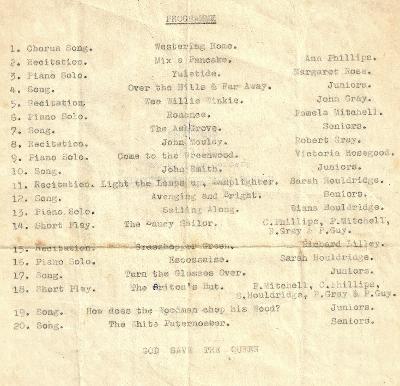 PROGRAMME
1. Chorus Song. Westering Home.
2. Recitation. Mix a Pancake. Ann Phillips.
3. Piano Solo. Yuletide. Margaret Rose.
4. Song. Over the Hills & Far Away. Juniors.
5. Recitation. Wee Willie Winkie. John Gray.
6. Piano Solo. Romance. Pamela Mitchell.
7. Song. The Ash Grove. Seniors.
8. Recitation. John Mouldy. Robert Gray.
9. Piano Solo. Come to the Greenwood. Victoria Hosegood.
10. Song. John Smith. Juniors.
11. Recitation. Light the Lamps up, Lamplighter. Sarah Houldridge.
12. Song. Avenging and Bright. Seniors.
13. Piano Solo. Sailing Along. Diana Houldridge.
14. Short Play. The Saucy Sailor. C.Phillips, P.Mitchell,
R.Gray & P.Guy.
15. Recitation. Grasshopper Green. Richard Lilley.
16. Piano Solo. Ecossaise. Sarah Houldridge.
17. Song. Turn the Glasses Over. Juniors.
18. Short Play. The Briton's Hut. P.Mitchell, C.Phillips,
S.Houldridge, R.Gray & P.Guy.
19. Song. How does the Woodman chop his Wood? Juniors.
20. Song. The White Paternoster. Seniors.
GOD SAVE THE QUEEN